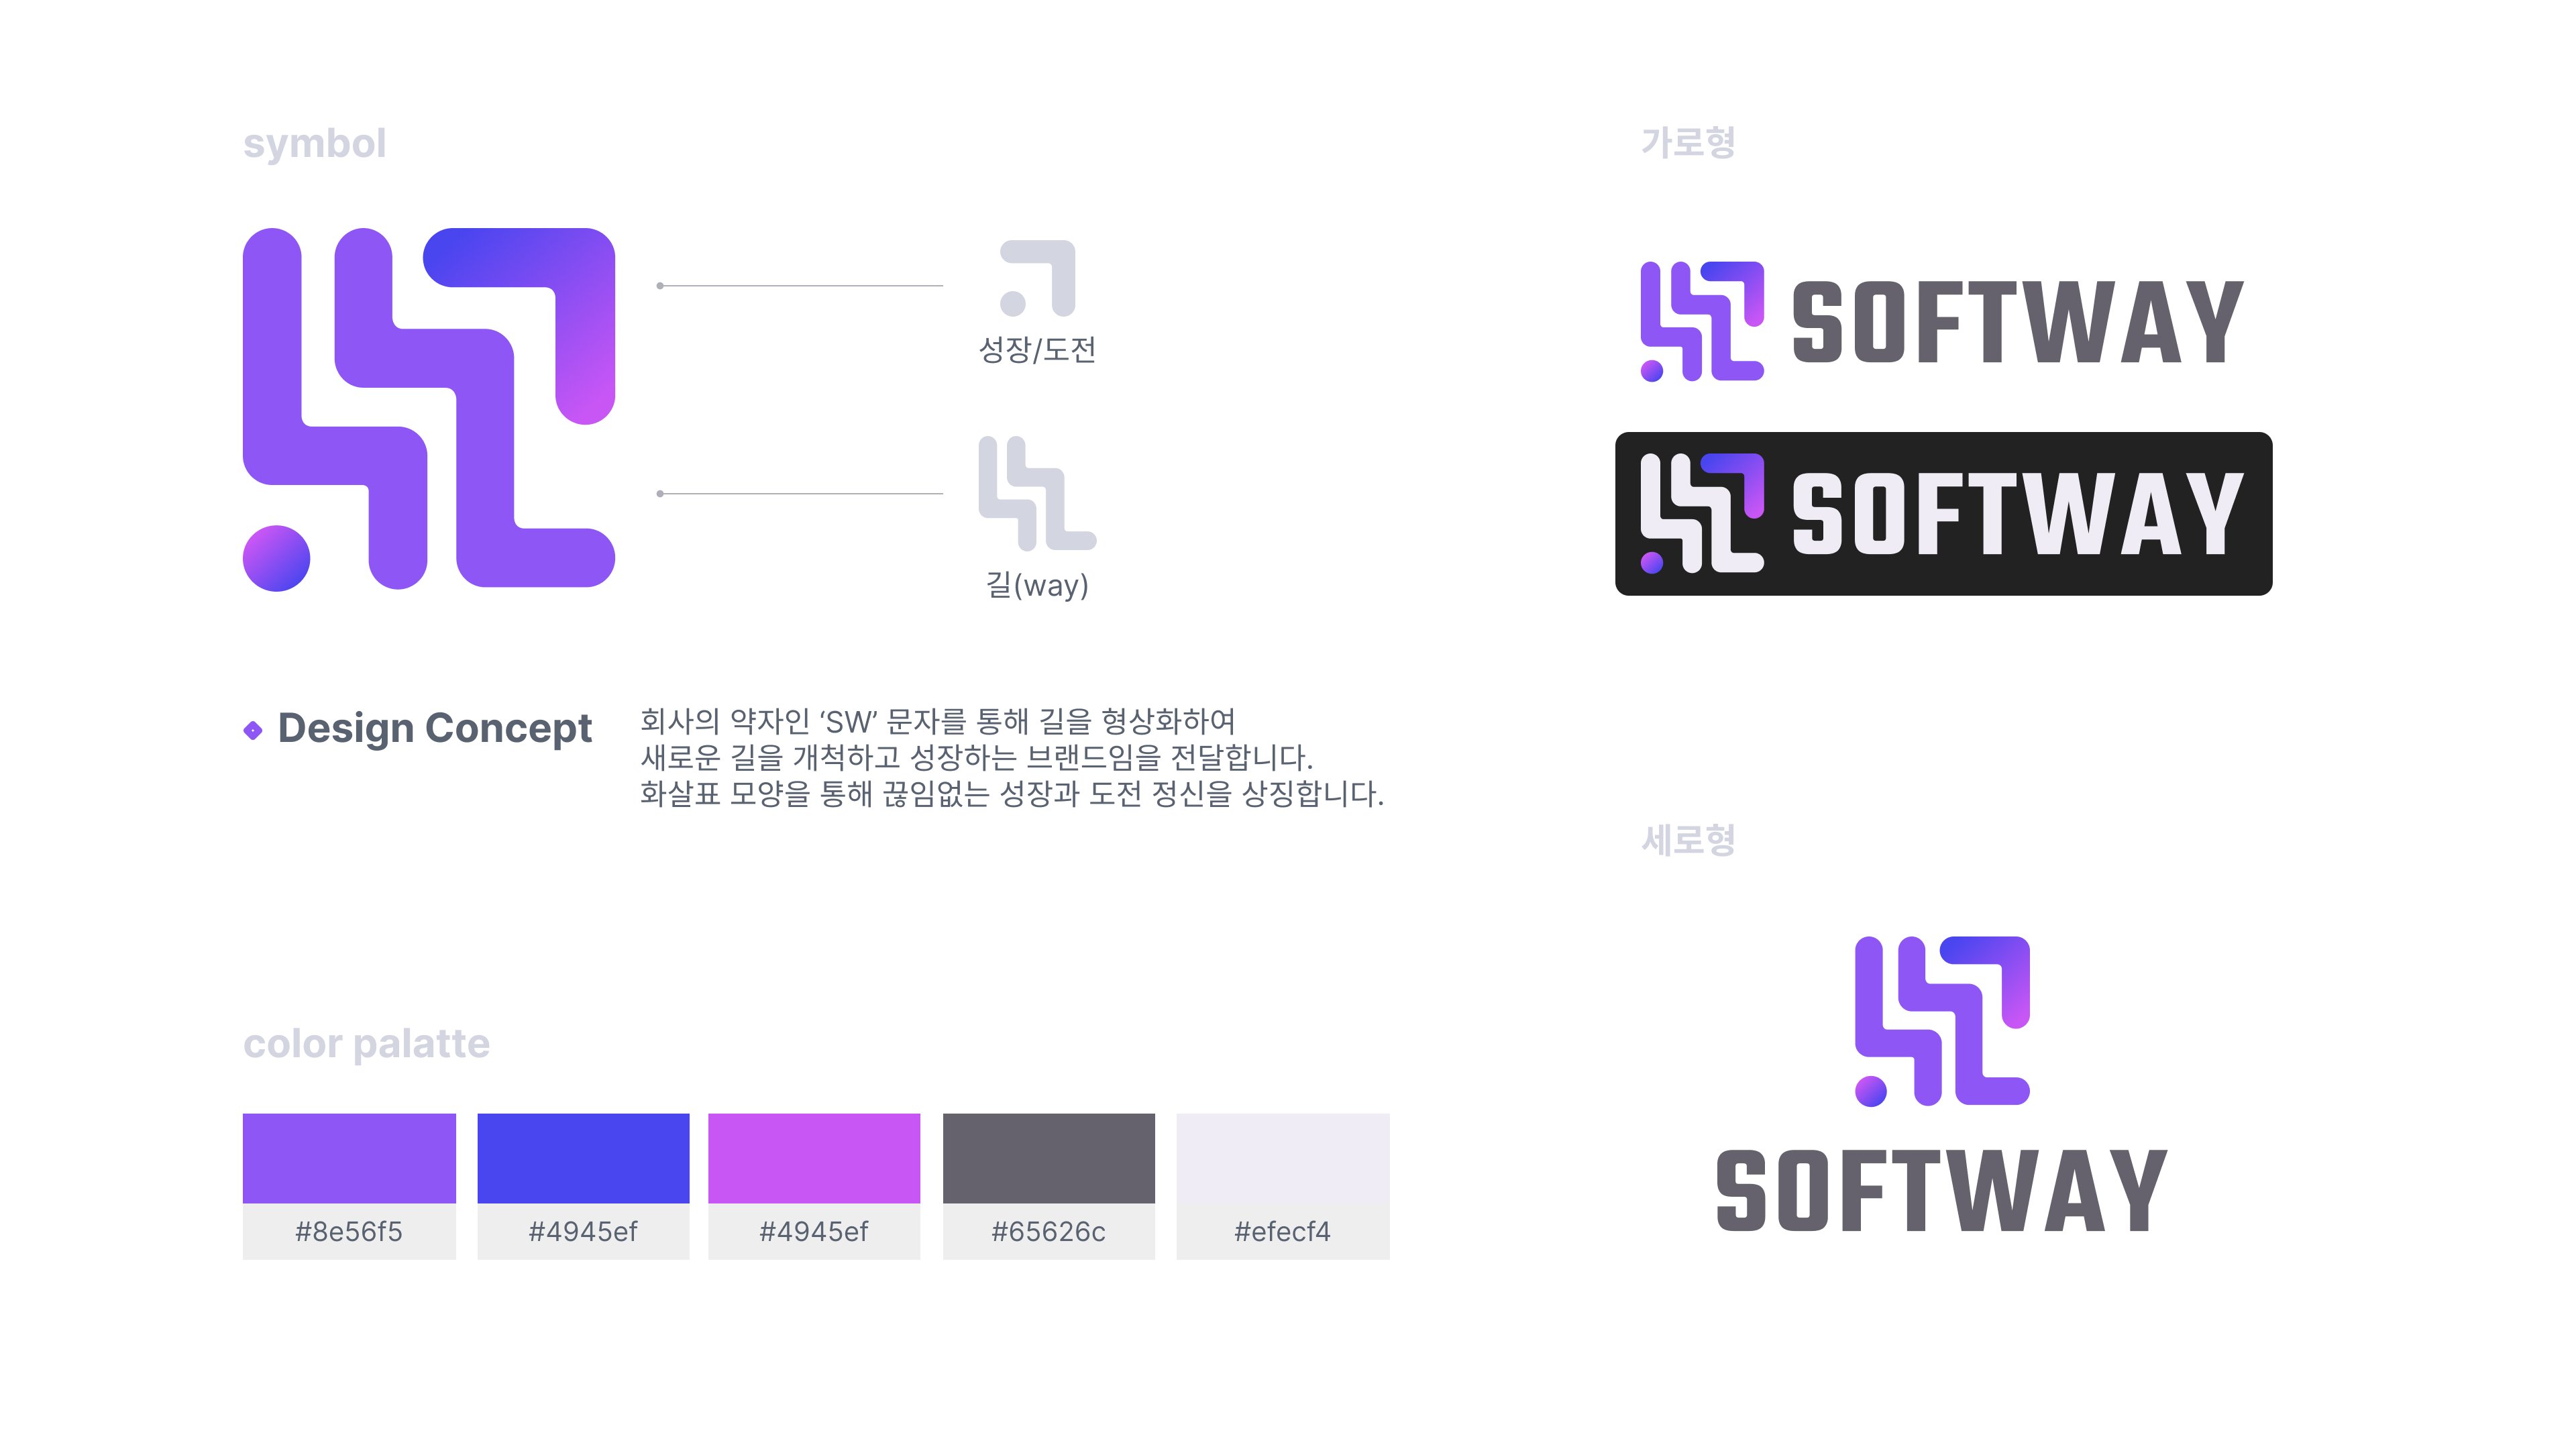 symbol
성장/도전
길(way)
Design Concept
회사의 약자인 ‘SW’ 문자를 통해 길을 형상화하여
새로운 길을 개척하고 성장하는 브랜드임을 전달합니다.
화살표 모양을 통해 끊임없는 성장과 도전 정신을 상징합니다.
color palatte
#8e56f5
#4945ef
#4945ef
#65626c
#efecf4
가로형
SOFTWAY
SOFTWAY
세로형
SOFTWAY